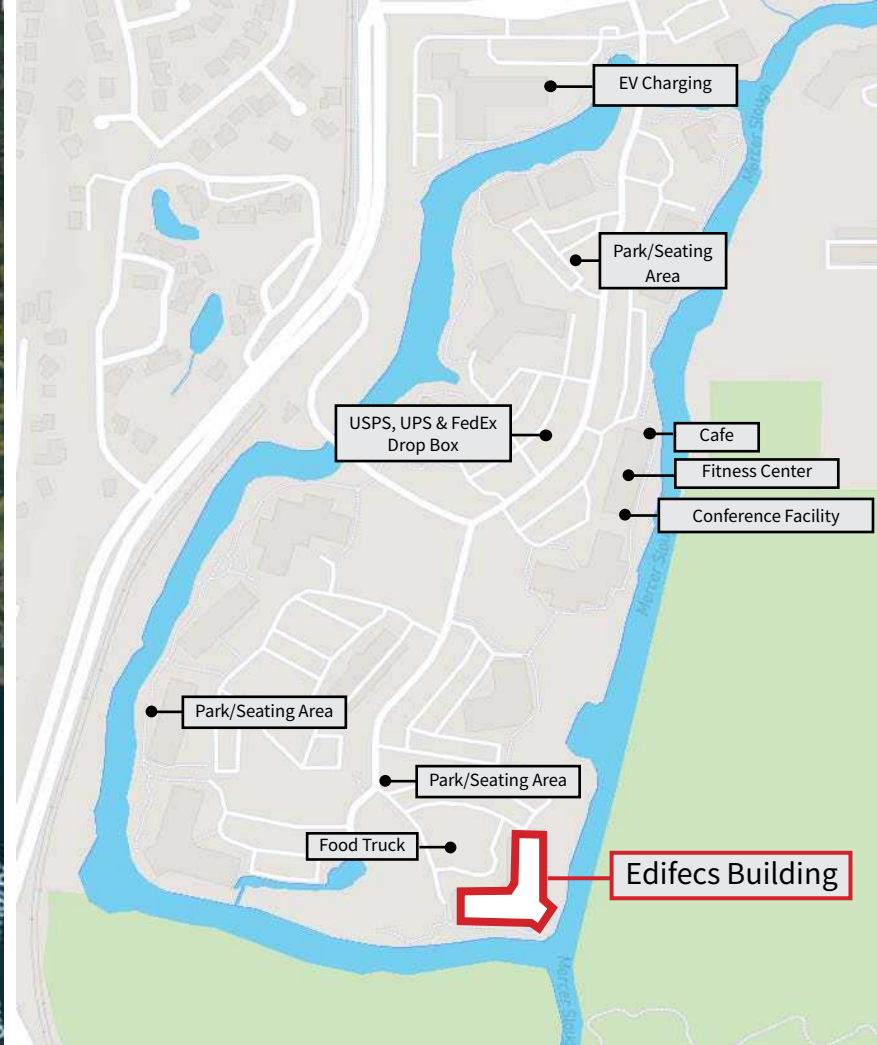 EV Charging
Mercer Slough
Park/Seating
Area
USPS, UPS & FedEx
Drop Box
Cafe
Fitness Center
Conference Facility
Mercer Slough
Park/Seating Area
Park/Seating Area
Food Truck
Edifecs Building
Mercer Slough